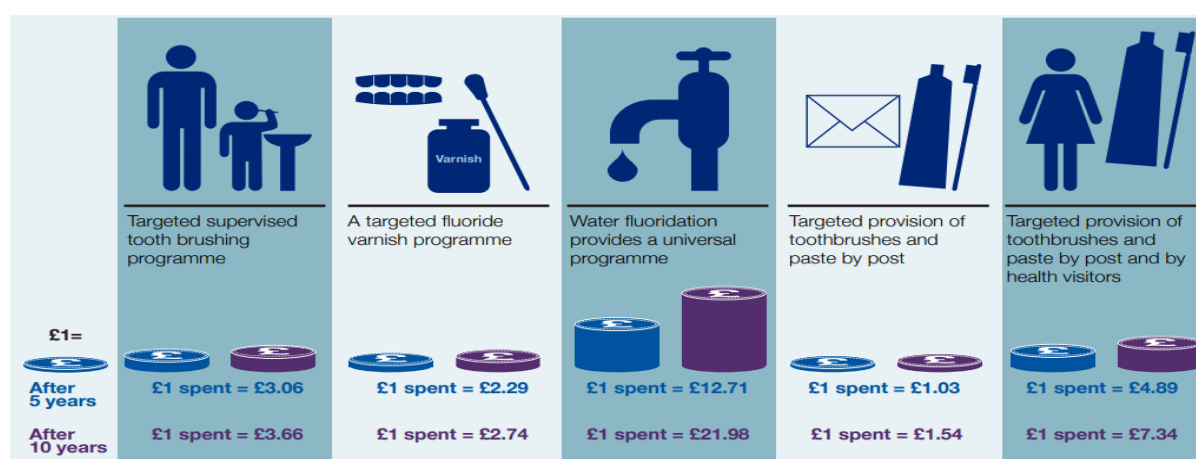 Varnish
Targeted supervised
tooth brushing
programme
A targeted fluoride
varnish programme
Water fluoridation
provides a universal
programme
Targeted provision of
toothbrushes and
paste by post
Targeted provision of
toothbrushes and
paste by post and by
health visitors
£1=
£
£
£
£
£
£
£
£
£
£
£
After
5 years
£1 spent = £3.06
£1 spent = £2.29
£1 spent = £12.71
£1 spent = £1.03
£1 spent = £4.89
After
10 years
£1 spent = £3.66
£1 spent = £2.74
£1 spent = £21.98
£1 spent = £1.54
£1 spent = £7.34